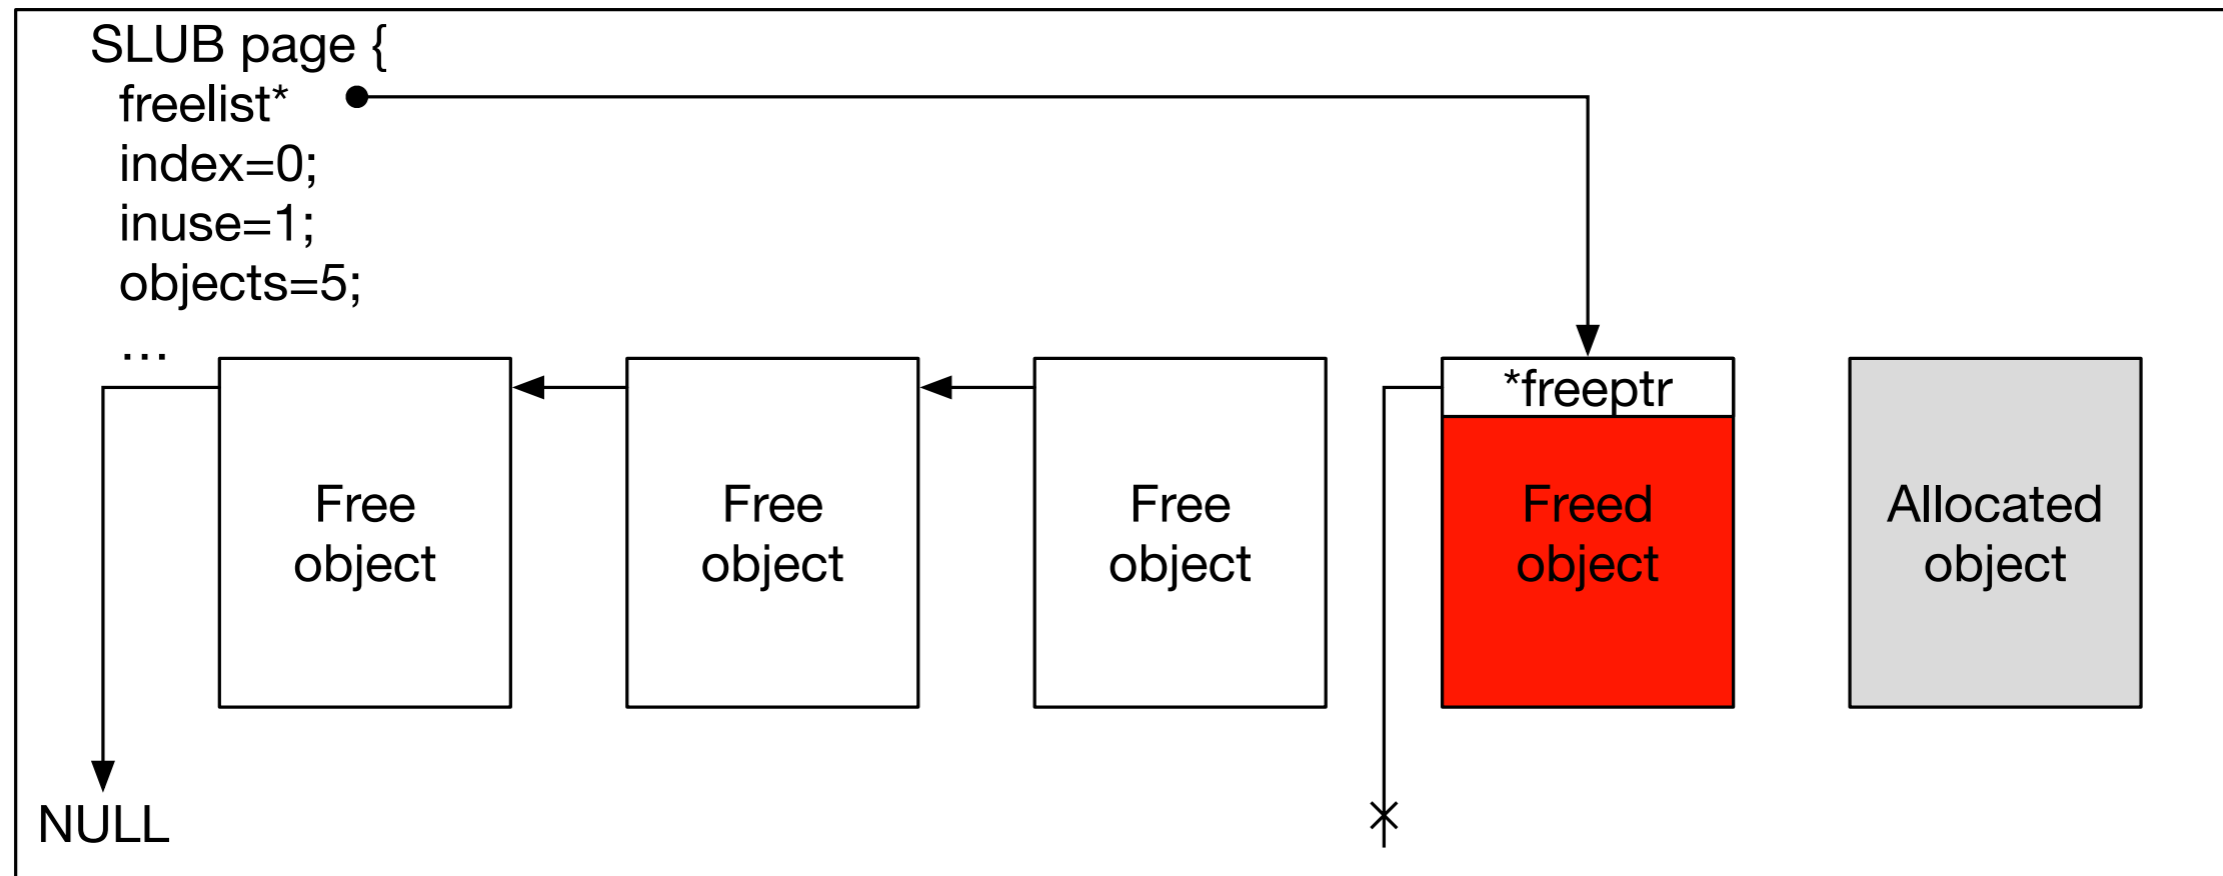 SLUB page {
freelist*
index=0;
inuse=1;
objects=5;
...
*freeptr
Free
object
Free
object
Free
object
Freed
object
Allocated
object
NULL